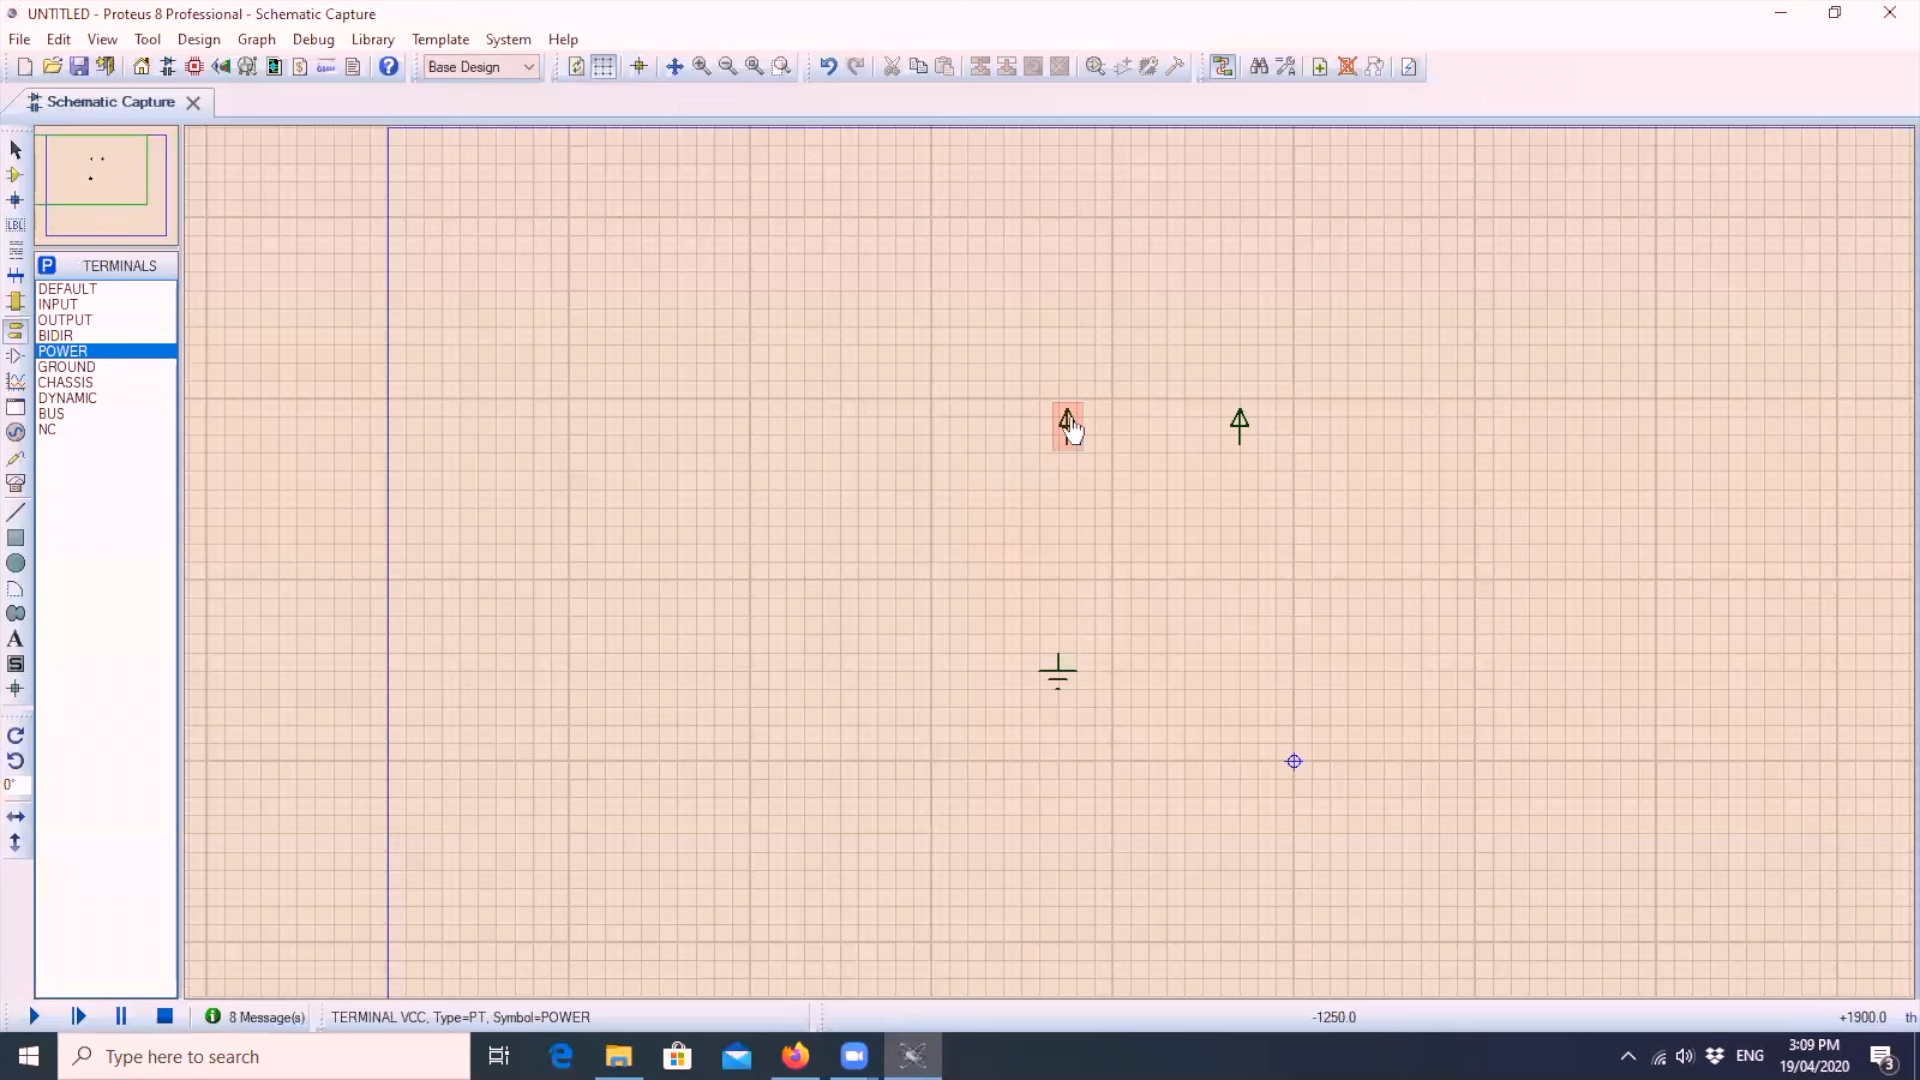 UNTITLED - Proteus 8 Professional - Schematic Capture
File Edit View Tool Design Graph Debug Library Template System Help
Base Design
Schematic Capture
LBL
P TERMINALS
DEFAULT
INPUT
OUTPUT
BIDIR
POWER
GROUND
CHASSIS
DYNAMIC
BUS
NC
A
S
0°
8 Message(s) TERMINAL VCC, Type=PT, Symbol=POWER -1250.0 +1900.0 th
Type here to search
ENG
3:09 PM
19/04/2020
3